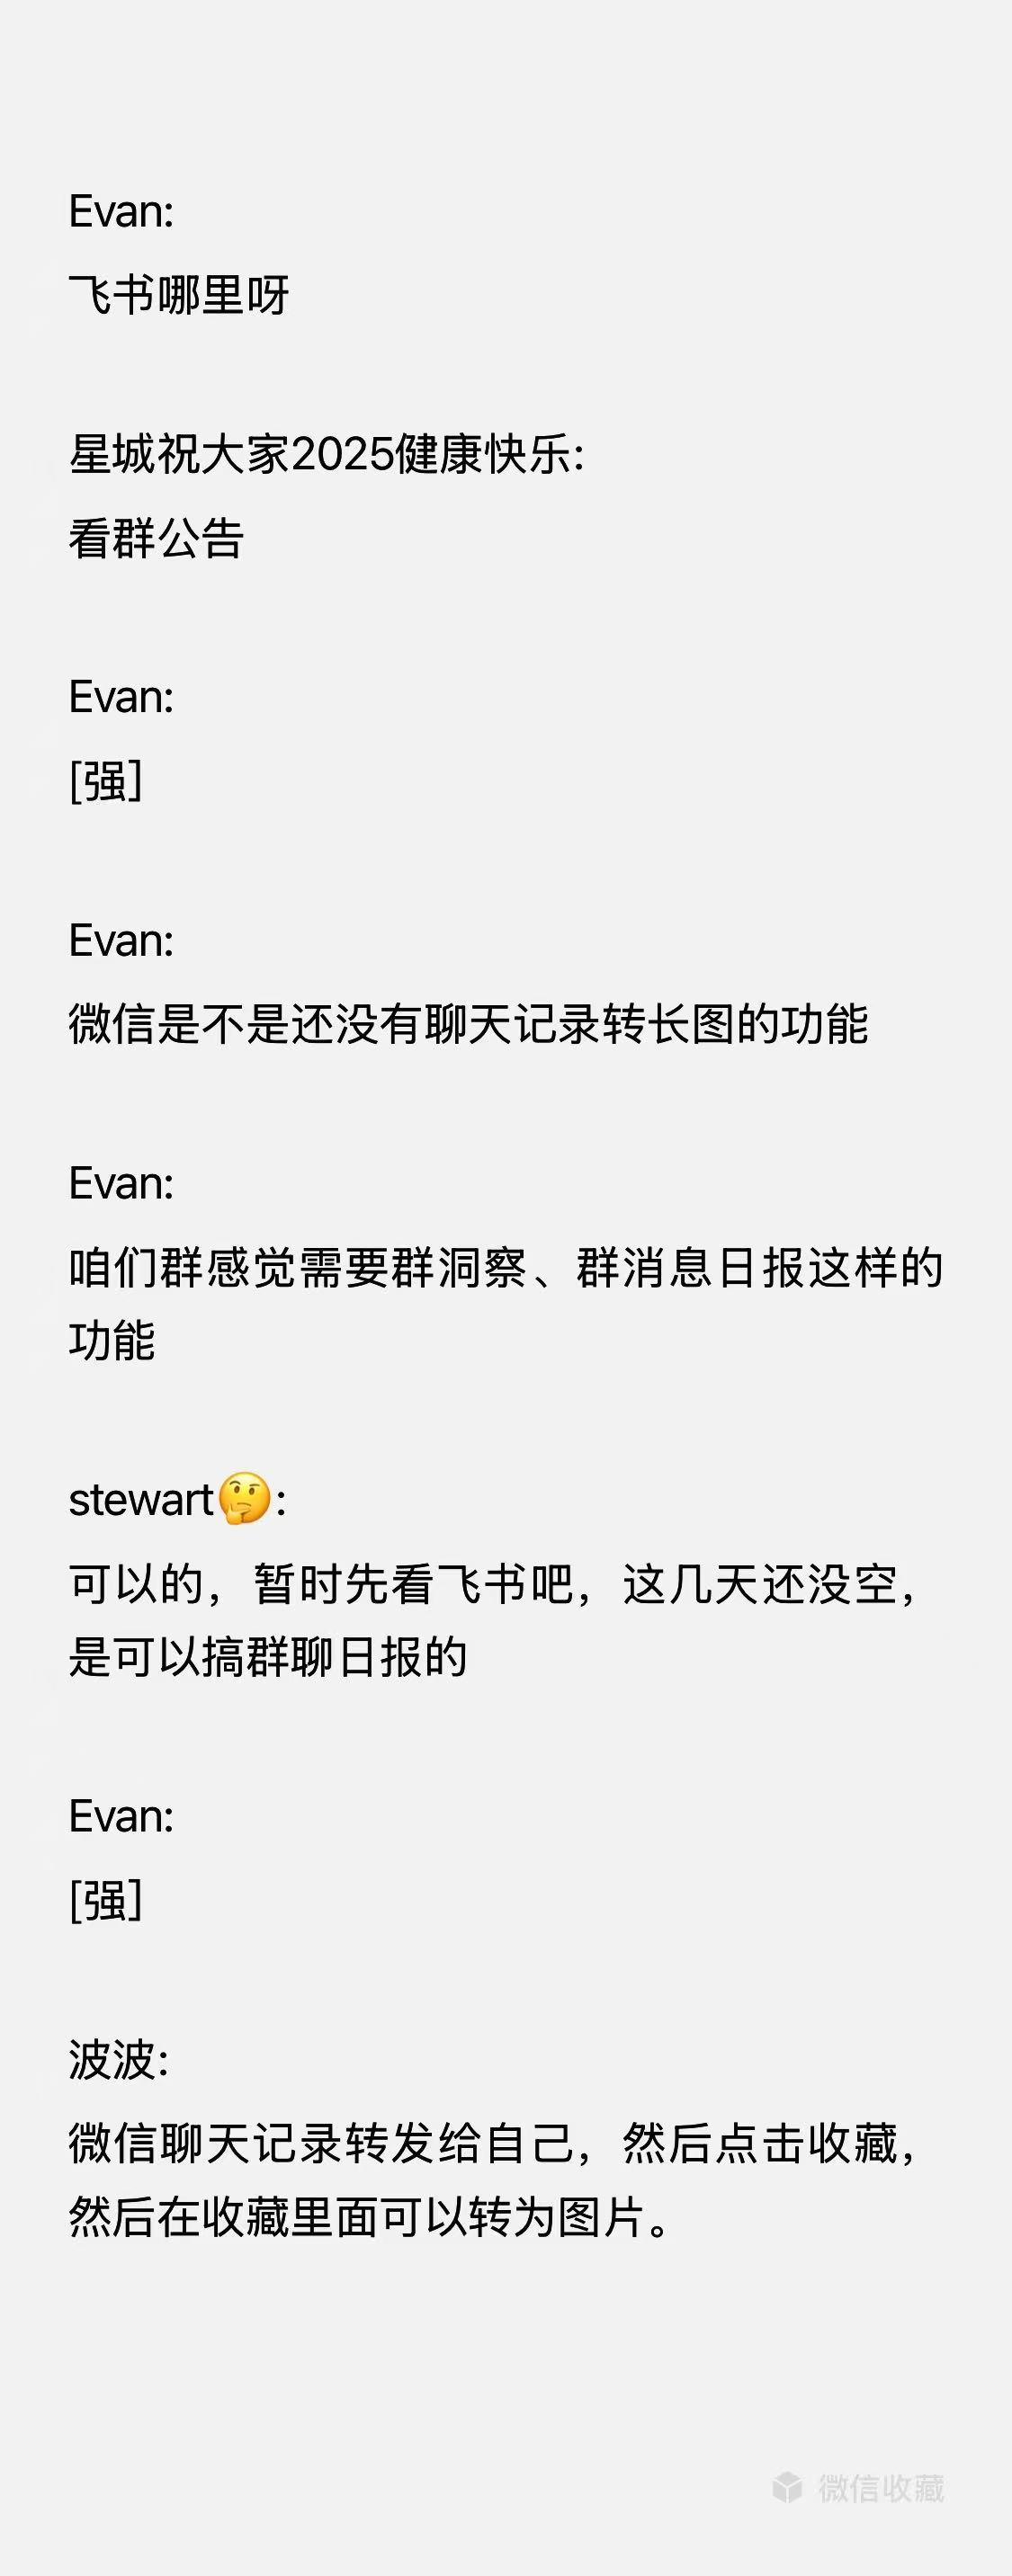 Evan:
飞书哪里呀
星城祝大家2025健康快乐:
看群公告
Evan:
[强]
Evan:
微信是不是还没有聊天记录转长图的功能
Evan:
咱们群感觉需要群洞察、群消息日报这样的
功能
stewart🤔:
可以的，暂时先看飞书吧，这几天还没空，
是可以搞群聊日报的
Evan:
[强]
波波:
微信聊天记录转发给自己，然后点击收藏，
然后在收藏里面可以转为图片。
微信收藏